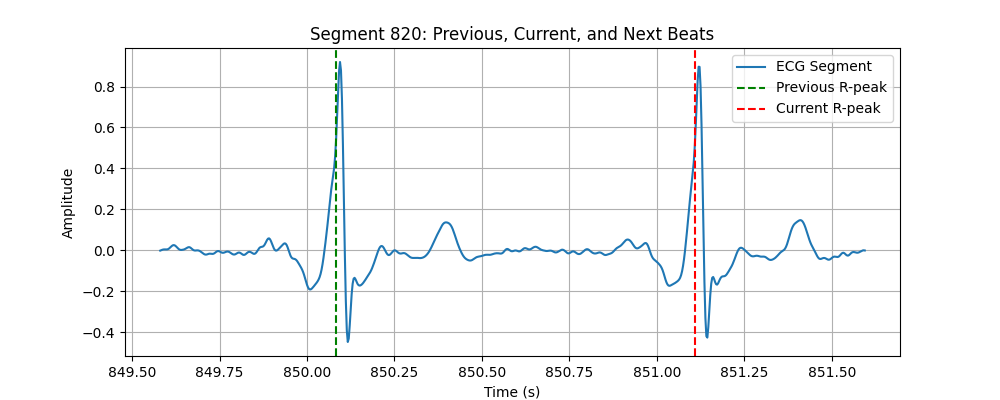 Segment 820: Previous, Current, and Next Beats
ECG Segment
Previous R-peak
Current R-peak
Amplitude
0.8
0.6
0.4
0.2
0.0
−0.2
−0.4
849.50 849.75 850.00 850.25 850.50 850.75 851.00 851.25 851.50
Time (s)